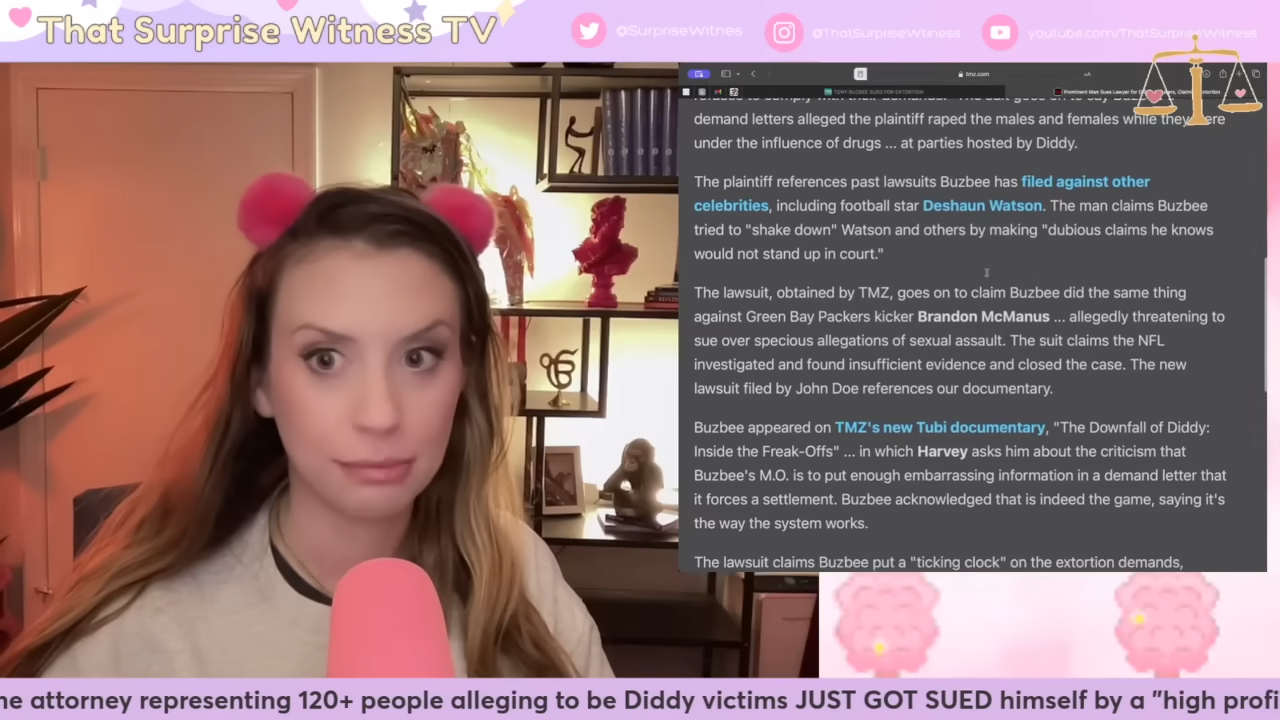 That Surprise Witness TV
@SurpriseWitnes
@ThatSurpriseWitness
youtube.com/ThatSurpriseWitness
tmz.com
TONY BUZBEE SUED FOR EXTORTION
demand letters alleged the plaintiff raped the males and females while they were
under the influence of drugs ... at parties hosted by Diddy.
The plaintiff references past lawsuits Buzbee has filed against other
celebrities, including football star Deshaun Watson. The man claims Buzbee
tried to "shake down" Watson and others by making "dubious claims he knows
would not stand up in court."
The lawsuit, obtained by TMZ, goes on to claim Buzbee did the same thing
against Green Bay Packers kicker Brandon McManus ... allegedly threatening to
sue over specious allegations of sexual assault. The suit claims the NFL
investigated and found insufficient evidence and closed the case. The new
lawsuit filed by John Doe references our documentary.
Buzbee appeared on TMZ's new Tubi documentary, "The Downfall of Diddy:
Inside the Freak-Offs" ... in which Harvey asks him about the criticism that
Buzbee's M.O. is to put enough embarrassing information in a demand letter that
it forces a settlement. Buzbee acknowledged that is indeed the game, saying it's
the way the system works.
The lawsuit claims Buzbee put a "ticking clock" on the extortion demands,
he attorney representing 120+ people alleging to be Diddy victims JUST GOT SUED himself by a "high profi